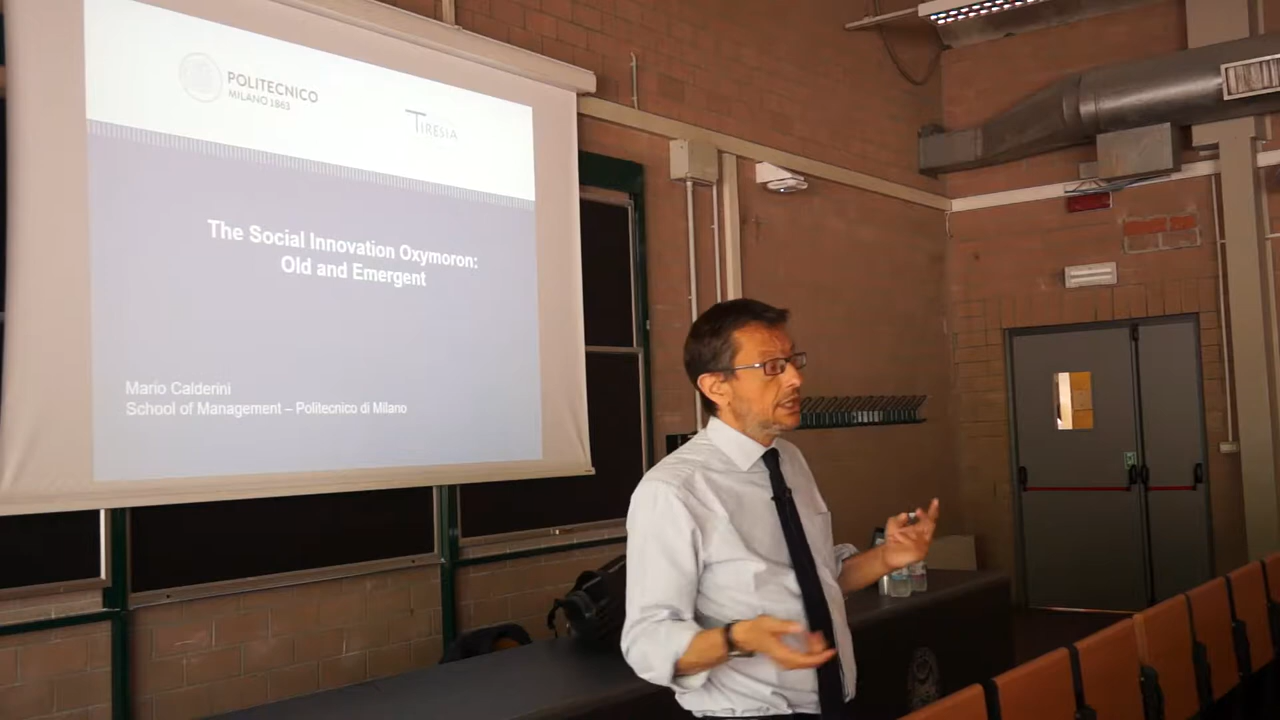 POLITECNICO
MILANO 1863
TIRESIA
The Social Innovation Oxymoron:
Old and Emergent
Mario Calderini
School of Management – Politecnico di Milano